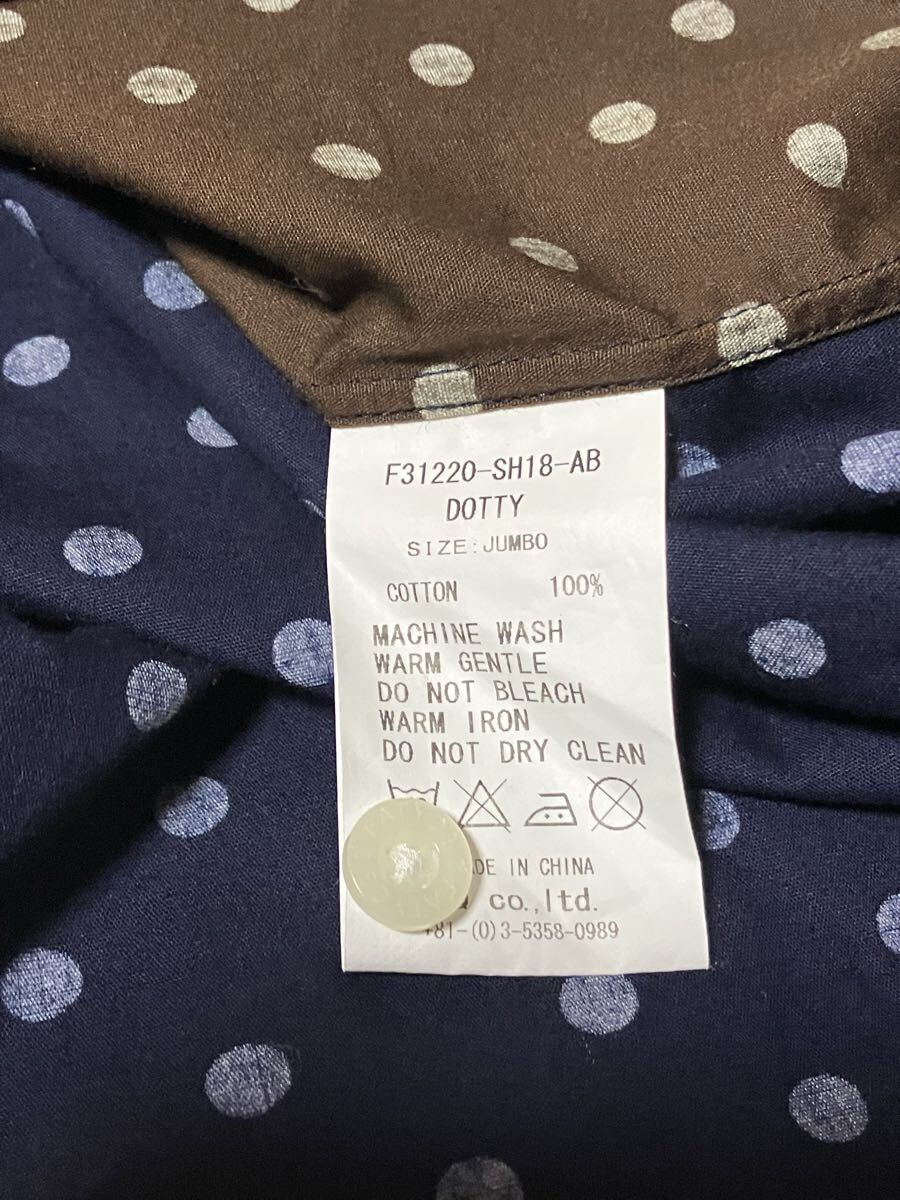 F31220-SH18-AB
DOTTY
SIZE:JUMBO
COTTON 100%
MACHINE WASH
WARM GENTLE
DO NOT BLEACH
WARM IRON
DO NOT DRY CLEAN
IN CHINA
co.,ltd.
81-(0)3-5358-0989